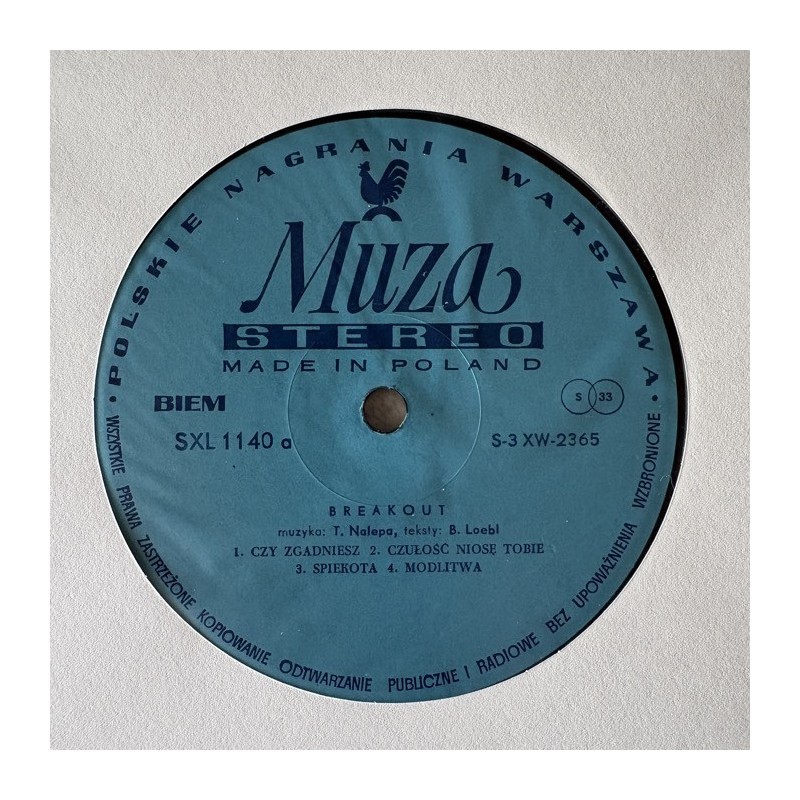 • POLSKIE NAGRANIA WARSZAWA •
Muza
STEREO
MADE IN POLAND
BIEM
S 33
SXL 1140 a
S-3 XW-2365
BREAKOUT
muzyka: T. Nalepa, teksty: B. Loebl
1. CZY ZGADNIESZ 2. CZUŁOŚĆ NIOSĘ TOBIE
3. SPIEKOTA 4. MODLITWA
WSZYSTKIE PRAWA ZASTRZEŻONE KOPIOWANIE ODTWARZANIE PUBLICZNE I RADIOWE BEZ UPOWAŻNIENIA WZBRONIONE